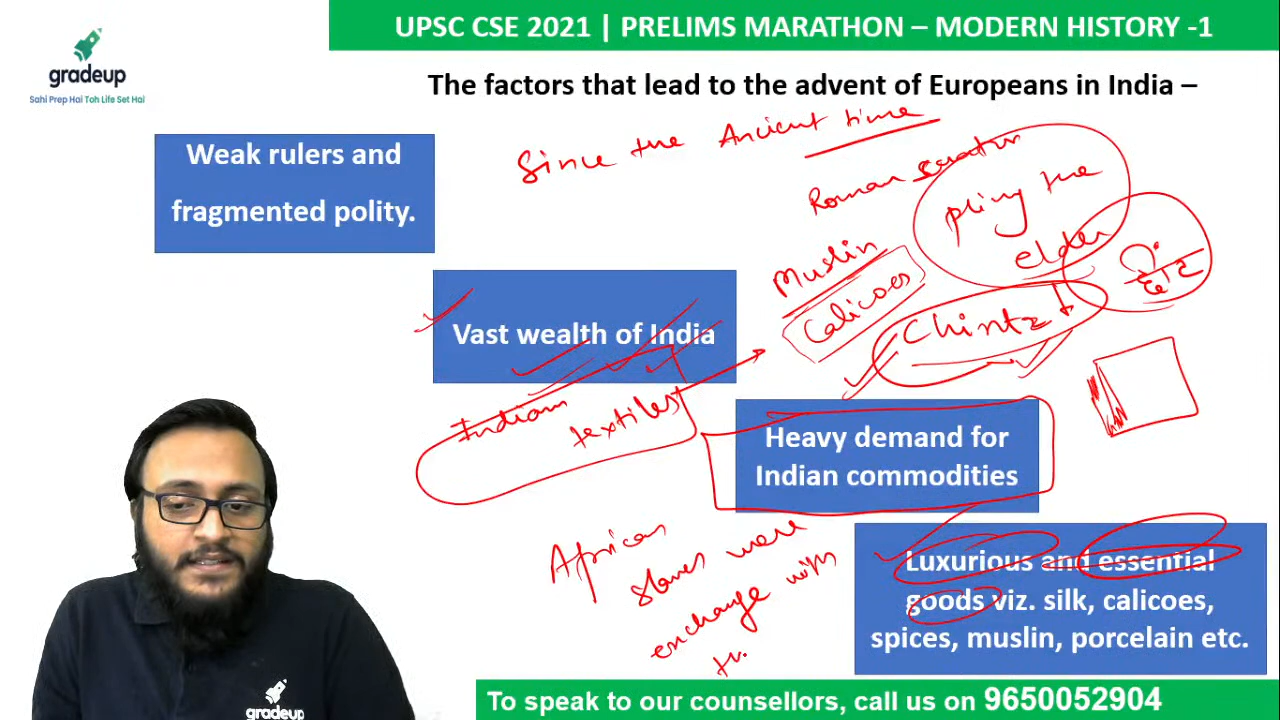 UPSC CSE 2021 | PRELIMS MARATHON – MODERN HISTORY -1
gradeup
Sahi Prep Hai Toh Life Set Hai
The factors that lead to the advent of Europeans in India –
Since the Ancient time
Weak rulers and
fragmented polity.
Roman senator
pliny the
elder
Muslin
Calicoes
Chintz
Vast wealth of India
Indian
textiles
Heavy demand for
Indian commodities
African
slaves were
exchange with
Luxurious and essential
goods viz. silk, calicoes,
spices, muslin, porcelain etc.
gradeup
To speak to our counsellors, call us on 9650052904